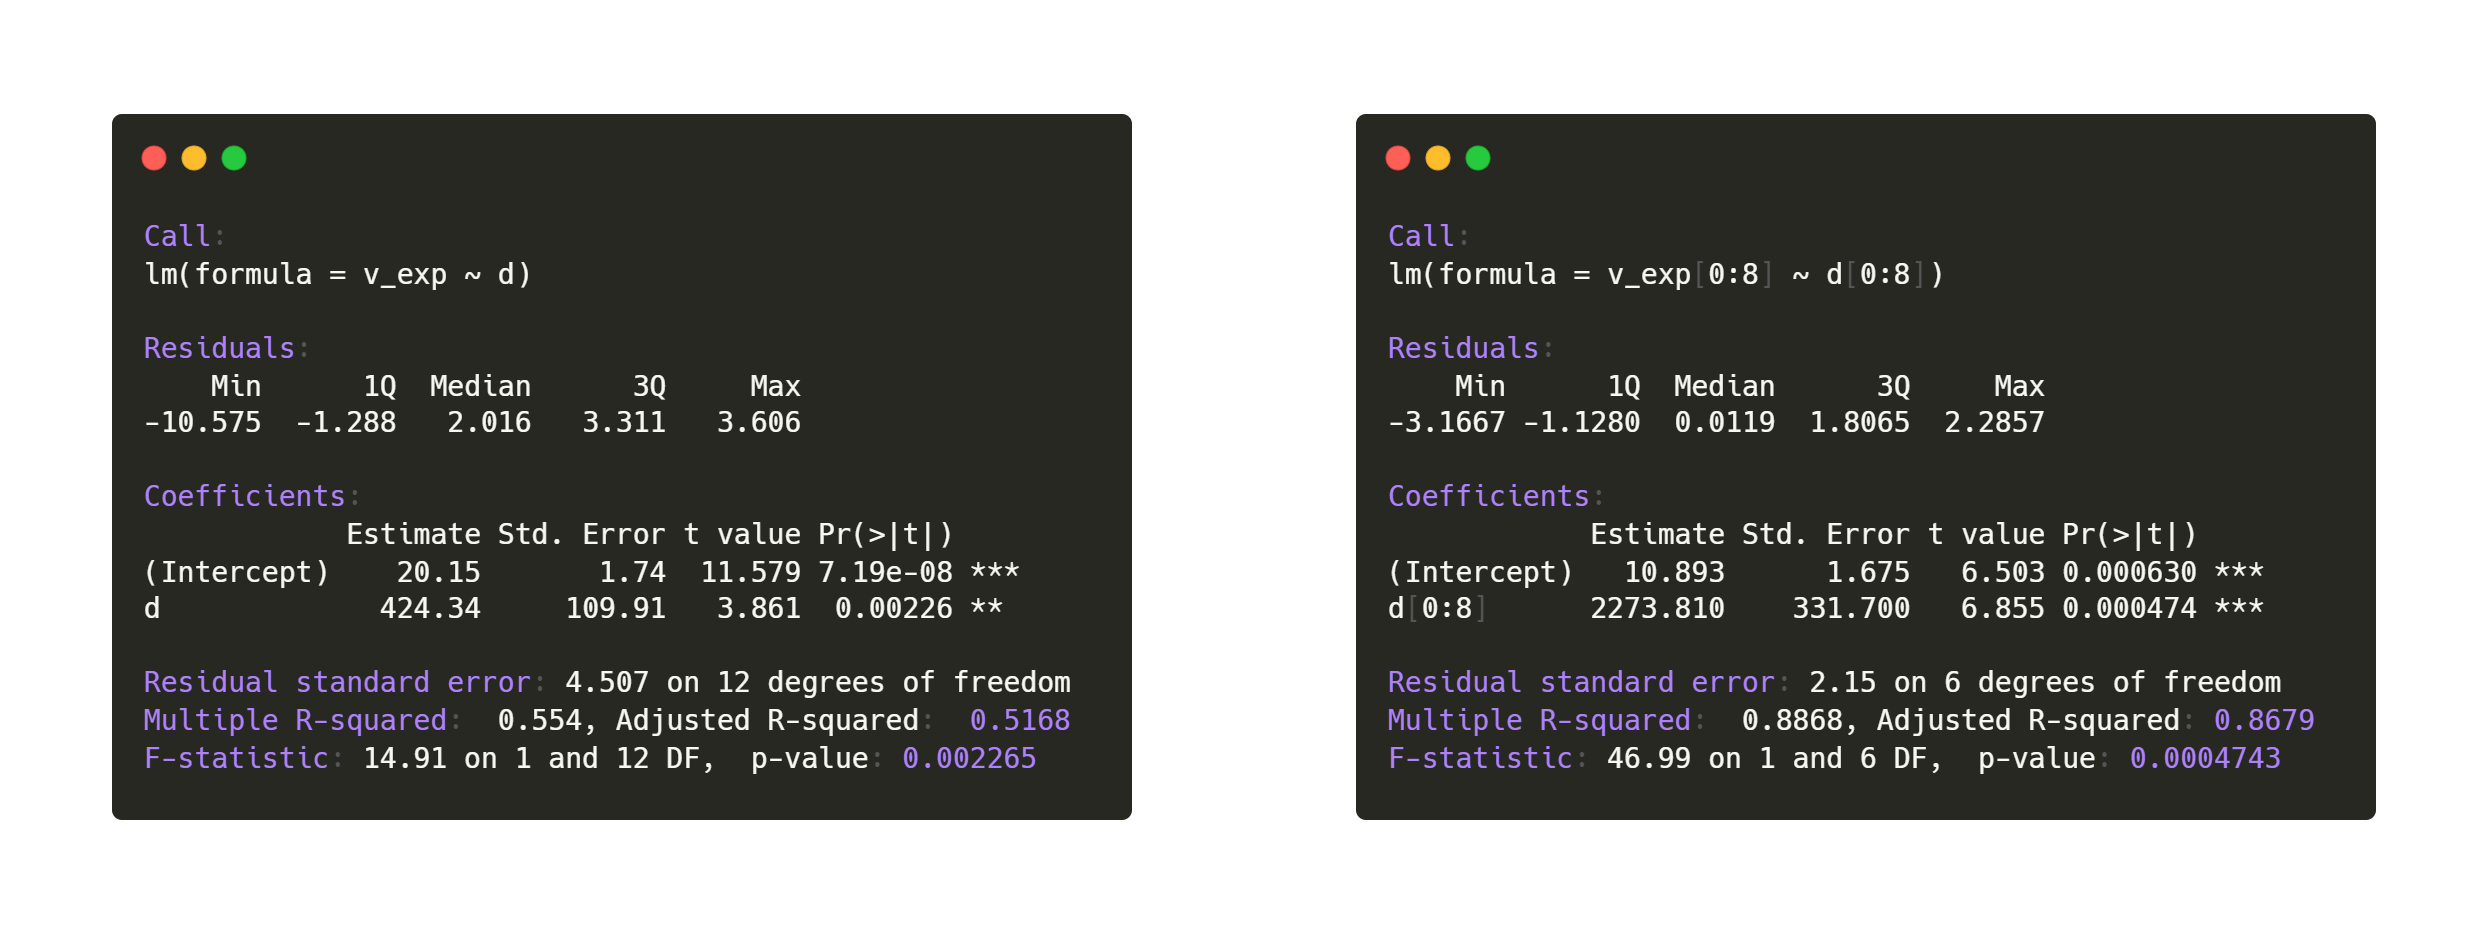 Call:
lm(formula = v_exp ~ d)
Residuals:
Min 1Q Median 3Q Max
-10.575 -1.288 2.016 3.311 3.606
Coefficients:
Estimate Std. Error t value Pr(>|t|)
(Intercept) 20.15 1.74 11.579 7.19e-08 ***
d 424.34 109.91 3.861 0.00226 **
Residual standard error: 4.507 on 12 degrees of freedom
Multiple R-squared: 0.554, Adjusted R-squared: 0.5168
F-statistic: 14.91 on 1 and 12 DF, p-value: 0.002265
Call:
lm(formula = v_exp[0:8] ~ d[0:8])
Residuals:
Min 1Q Median 3Q Max
-3.1667 -1.1280 0.0119 1.8065 2.2857
Coefficients:
Estimate Std. Error t value Pr(>|t|)
(Intercept) 10.893 1.675 6.503 0.000630 ***
d[0:8] 2273.810 331.700 6.855 0.000474 ***
Residual standard error: 2.15 on 6 degrees of freedom
Multiple R-squared: 0.8868, Adjusted R-squared: 0.8679
F-statistic: 46.99 on 1 and 6 DF, p-value: 0.0004743